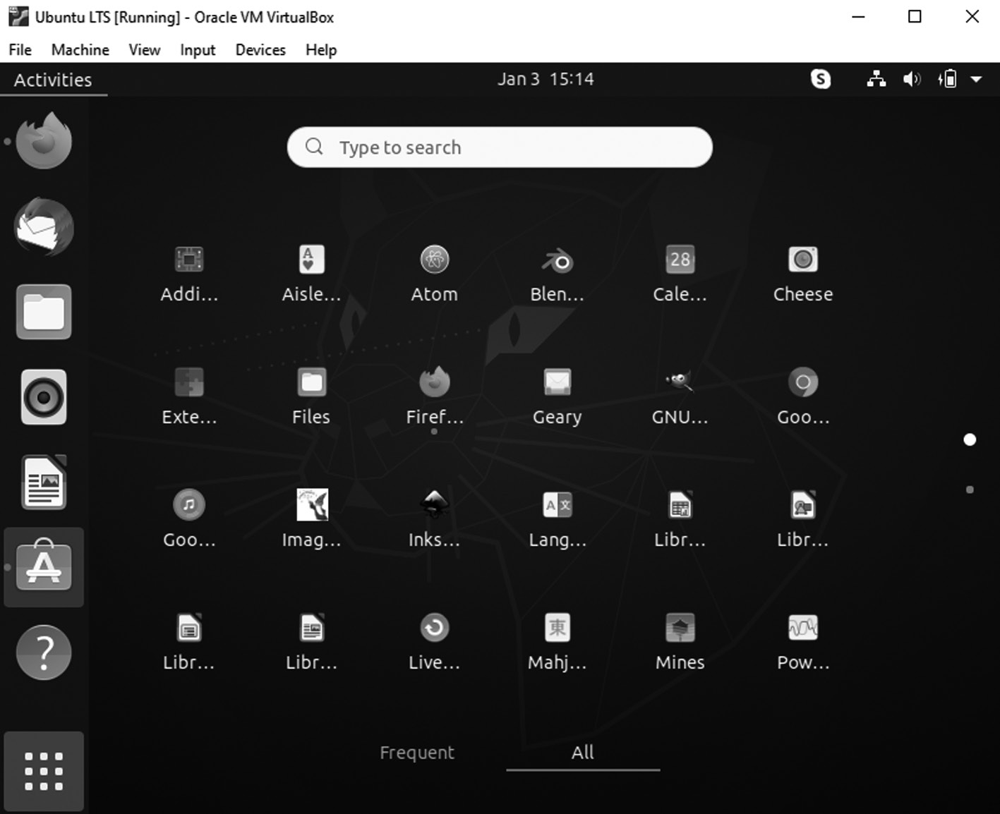 Ubuntu LTS [Running] - Oracle VM VirtualBox
File Machine View Input Devices Help
Activities Jan 3 15:14 S
Type to search
A 28
Addi... Aisle... Atom Blen... Cale... Cheese
Exte... Files Firef... Geary GNU... Goo...
A 文
Goo... Imag... Inks... Lang... Libr... Libr...
東
Libr... Libr... Live... Mahj... Mines Pow...
?
Frequent All